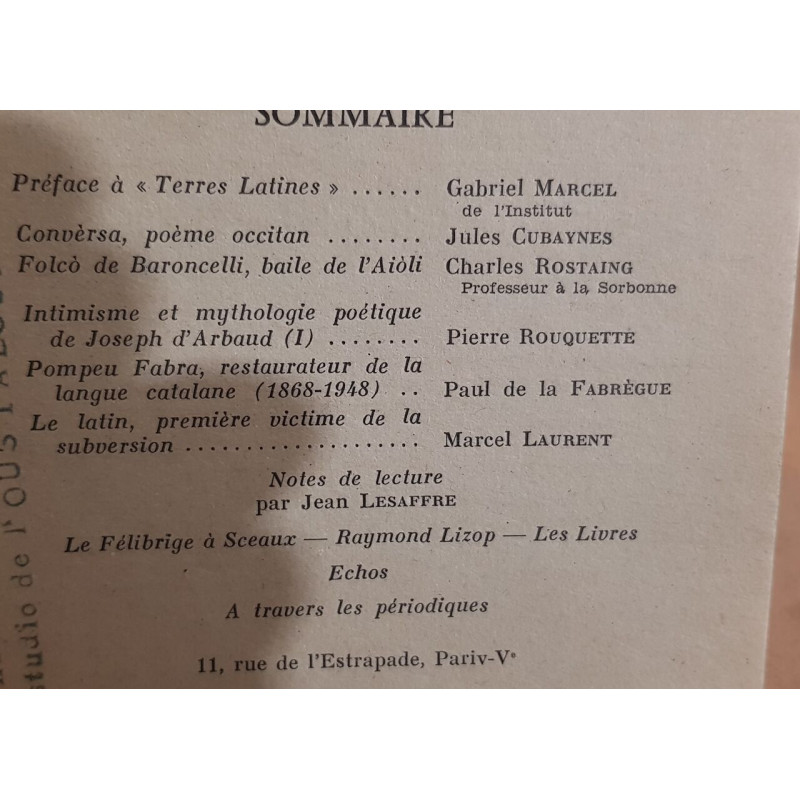 SOMMAIRE
Préface à « Terres Latines » ...... Gabriel MARCEL
de l'Institut
Convèrsa, poème occitan ........ Jules CUBAYNES
Folcò de Baroncelli, baile de l'Aiòli Charles ROSTAING
Professeur à la Sorbonne
Intimisme et mythologie poétique
de Joseph d'Arbaud (I) ........ Pierre ROUQUETTE
Pompeu Fabra, restaurateur de la
langue catalane (1868-1948) .. Paul de la FABRÈGUE
Le latin, première victime de la
subversion ..................... Marcel LAURENT
Notes de lecture
par Jean LESAFFRE
Le Félibrige à Sceaux — Raymond Lizop — Les Livres
Echos
A travers les périodiques
11, rue de l'Estrapade, Pariv-Vᵉ
studio de l'OUS